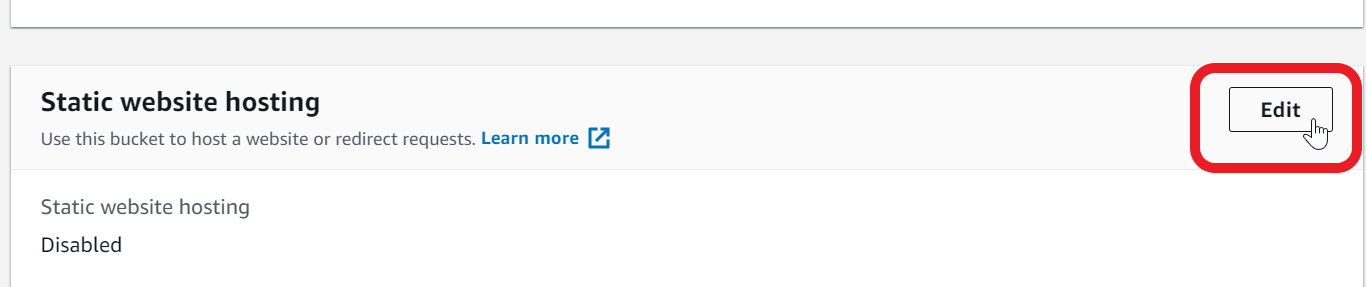 Static website hosting
Edit
Use this bucket to host a website or redirect requests. Learn more
Static website hosting
Disabled